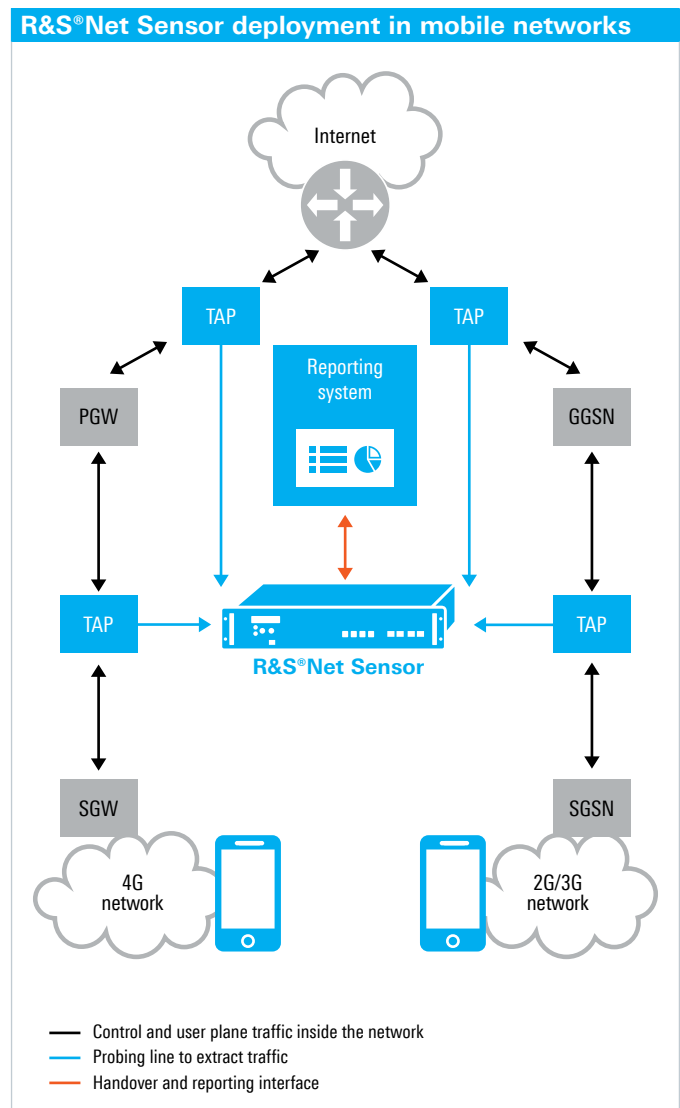 R&S®Net Sensor deployment in mobile networks
Internet
TAP
TAP
Reporting
system
PGW
GGSN
TAP
TAP
R&S®Net Sensor
SGW
SGSN
4G
network
2G/3G
network
Control and user plane traffic inside the network
Probing line to extract traffic
Handover and reporting interface